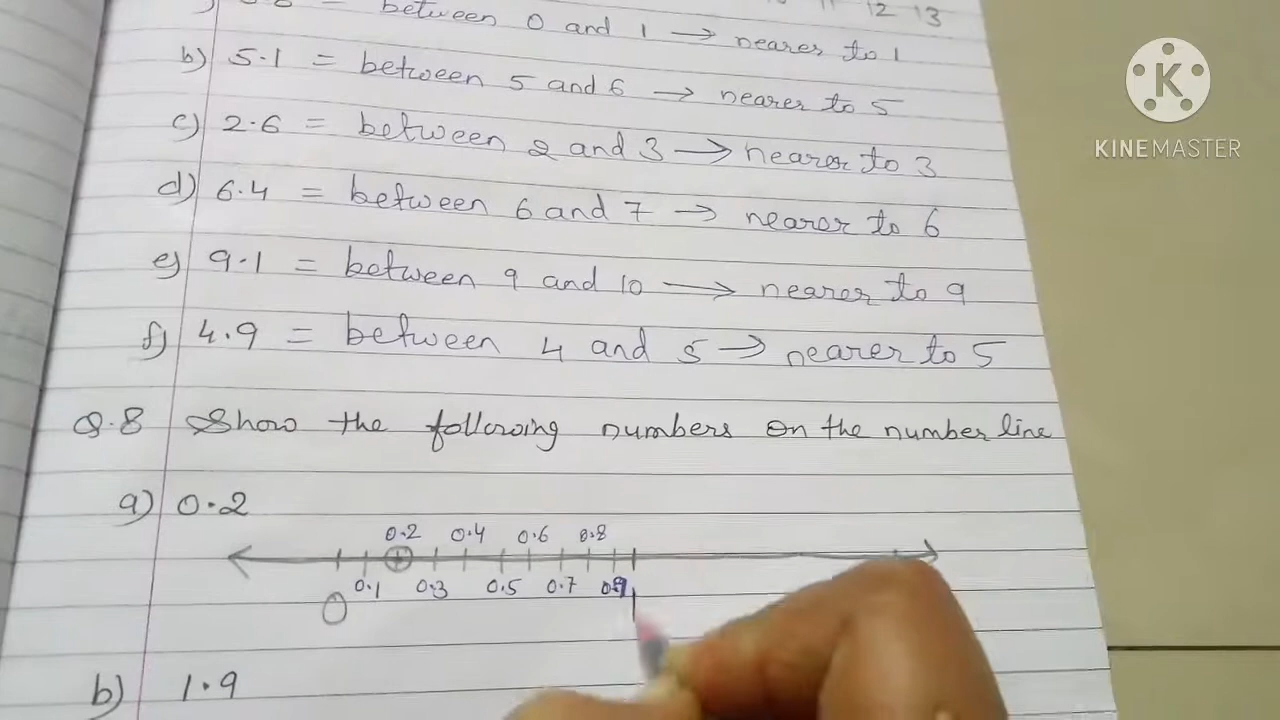 12 13
between 0 and 1 → nearer to 1
b) 5.1 = between 5 and 6 → nearer to 5
c) 2.6 = between 2 and 3 → nearer to 3
d) 6.4 = between 6 and 7 → nearer to 6
e) 9.1 = between 9 and 10 → nearer to 9
f) 4.9 = between 4 and 5 → nearer to 5
Q.8 Show the following numbers on the number line
a) 0.2
0.2 0.4 0.6 0.8
0.1 0.3 0.5 0.7 0.9
0 1
b) 1.9
K
KINEMASTER